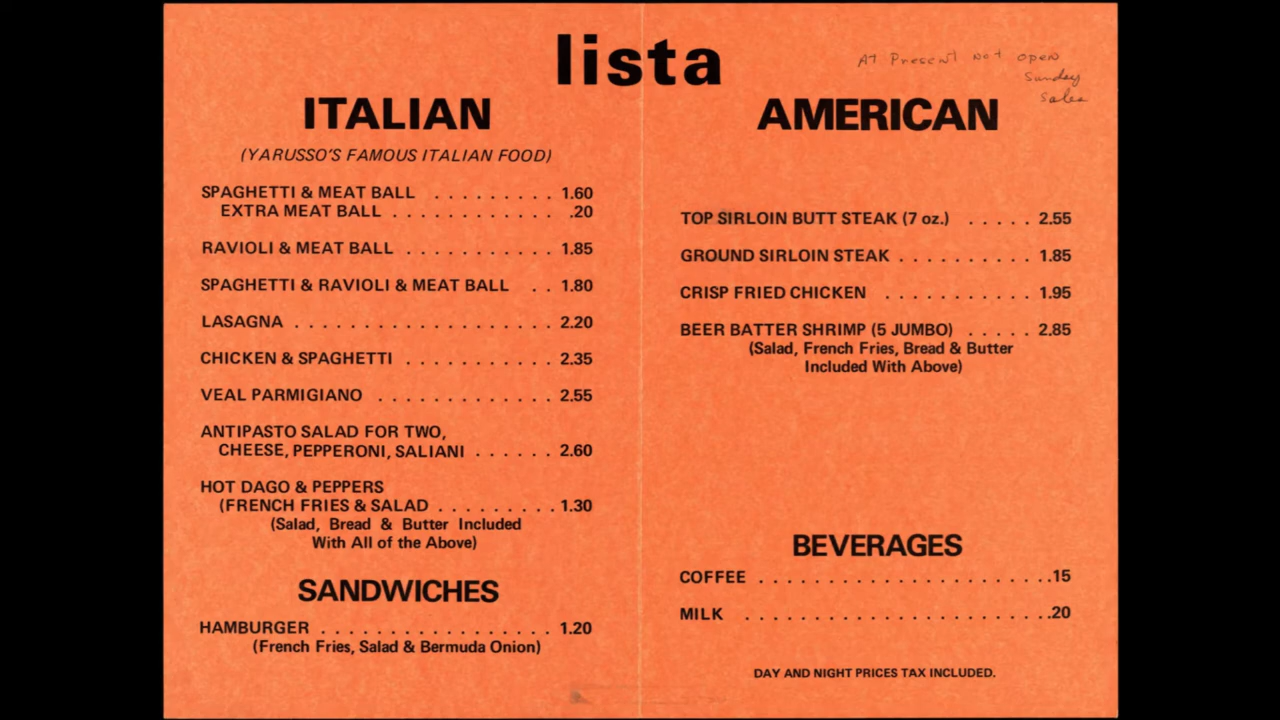 lista
At Present not open
Sunday
Sales
ITALIAN
(YARUSSO'S FAMOUS ITALIAN FOOD)
SPAGHETTI & MEAT BALL . . . . . . . . . 1.60
EXTRA MEAT BALL . . . . . . . . . . . . .20
RAVIOLI & MEAT BALL . . . . . . . . . . . 1.85
SPAGHETTI & RAVIOLI & MEAT BALL . . 1.80
LASAGNA . . . . . . . . . . . . . . . . . . . 2.20
CHICKEN & SPAGHETTI . . . . . . . . . . . 2.35
VEAL PARMIGIANO . . . . . . . . . . . . . 2.55
ANTIPASTO SALAD FOR TWO,
CHEESE, PEPPERONI, SALIANI . . . . . . 2.60
HOT DAGO & PEPPERS
(FRENCH FRIES & SALAD . . . . . . . . . 1.30
(Salad, Bread & Butter Included
With All of the Above)
SANDWICHES
HAMBURGER . . . . . . . . . . . . . . . . . 1.20
(French Fries, Salad & Bermuda Onion)
AMERICAN
TOP SIRLOIN BUTT STEAK (7 oz.) . . . . . 2.55
GROUND SIRLOIN STEAK . . . . . . . . . . 1.85
CRISP FRIED CHICKEN . . . . . . . . . . . 1.95
BEER BATTER SHRIMP (5 JUMBO) . . . . . 2.85
(Salad, French Fries, Bread & Butter
Included With Above)
BEVERAGES
COFFEE . . . . . . . . . . . . . . . . . . . . . .15
MILK . . . . . . . . . . . . . . . . . . . . . . .20
DAY AND NIGHT PRICES TAX INCLUDED.